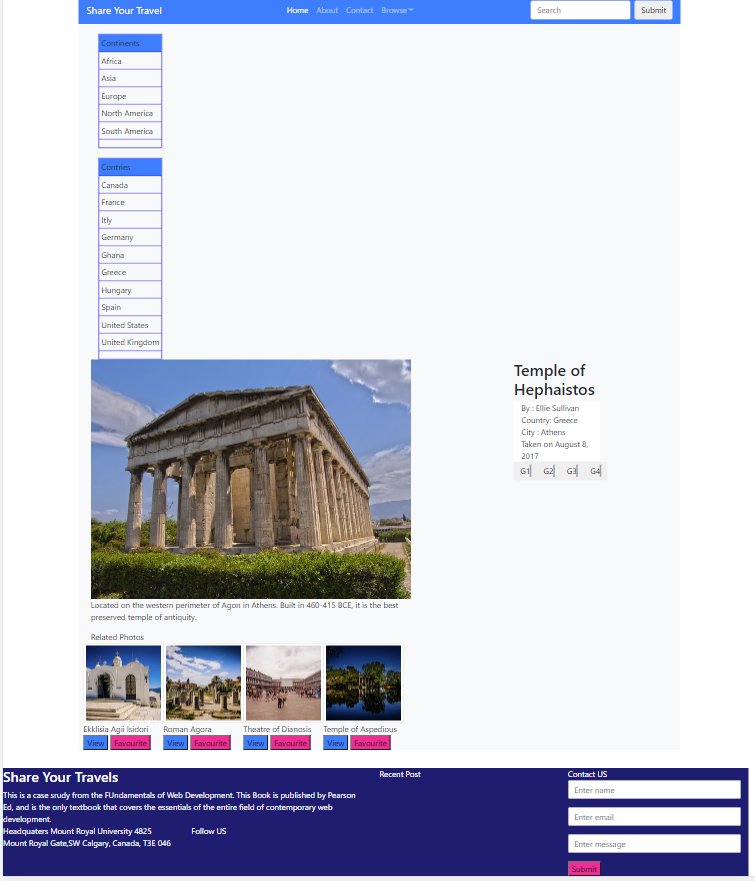 Share Your Travel
Home About Contact Browse
Search
Submit
Continents
Africa
Asia
Europe
North America
South America
Contries
Canada
France
Itly
Germany
Ghana
Greece
Hungary
Spain
United States
United Kingdom
Temple of
Hephaistos
By : Ellie Sullivan
Country: Greece
City : Athens
Taken on August 8,
2017
G1 G2 G3 G4
Located on the western perimeter of Agon in Athens. Built in 460-415 BCE, it is the best
preserved temple of antiquity.
Related Photos
Ekklisia Agii Isidori
View Favourite
Roman Agora
View Favourite
Theatre of Dianosis
View Favourite
Temple of Aspedious
View Favourite
Share Your Travels
This is a case srudy from the FUndamentals of Web Development. This Book is published by Pearson
Ed, and is the only textbook that covers the essentials of the entire field of contemporary web
development.
Headquaters Mount Royal University 4825
Mount Royal Gate,SW Calgary, Canada, T3E 046
Follow US
Recent Post
Contact US
Enter name
Enter email
Enter message
Submit